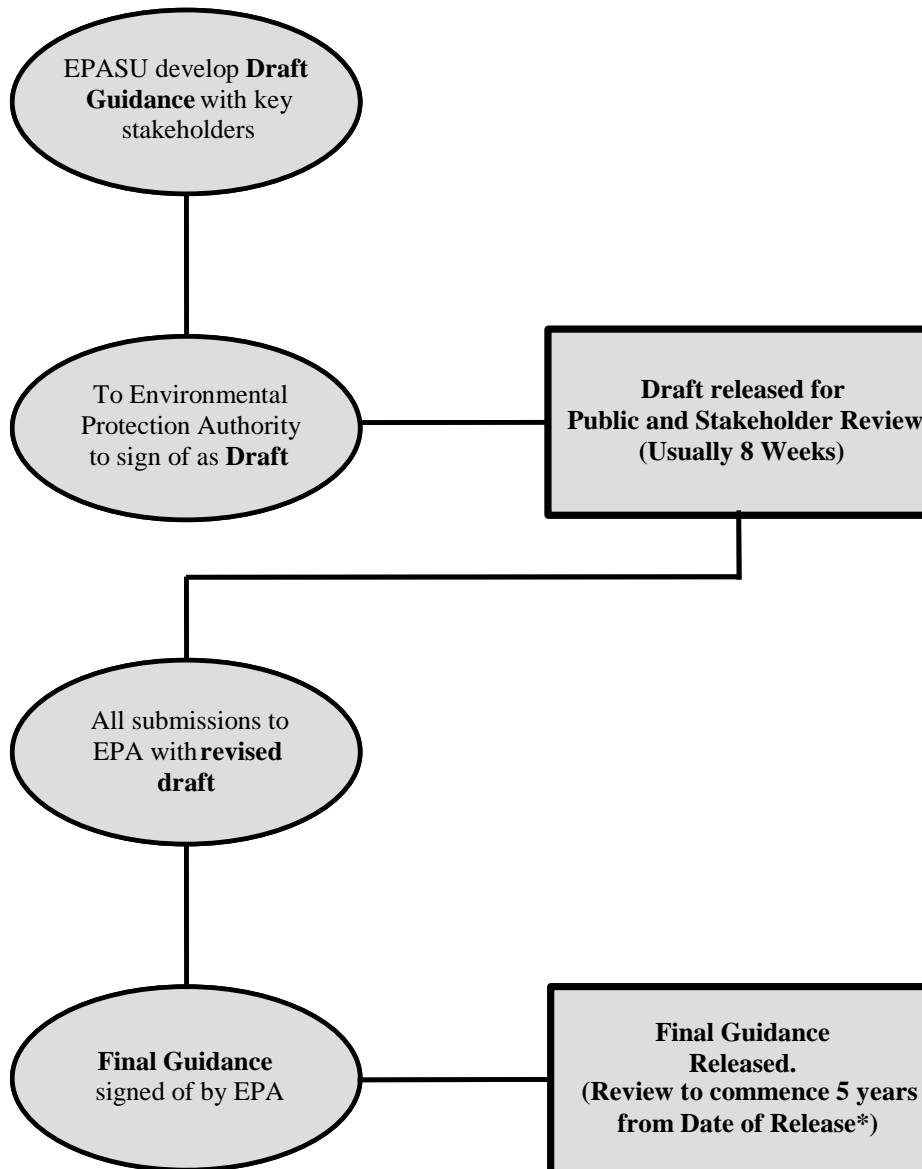 EPASU develop Draft
Guidance with key
stakeholders
To Environmental
Protection Authority
to sign of as Draft
Draft released for
Public and Stakeholder Review
(Usually 8 Weeks)
All submissions to
EPA with revised
draft
Final Guidance
signed of by EPA
Final Guidance
Released.
(Review to commence 5 years
from Date of Release*)